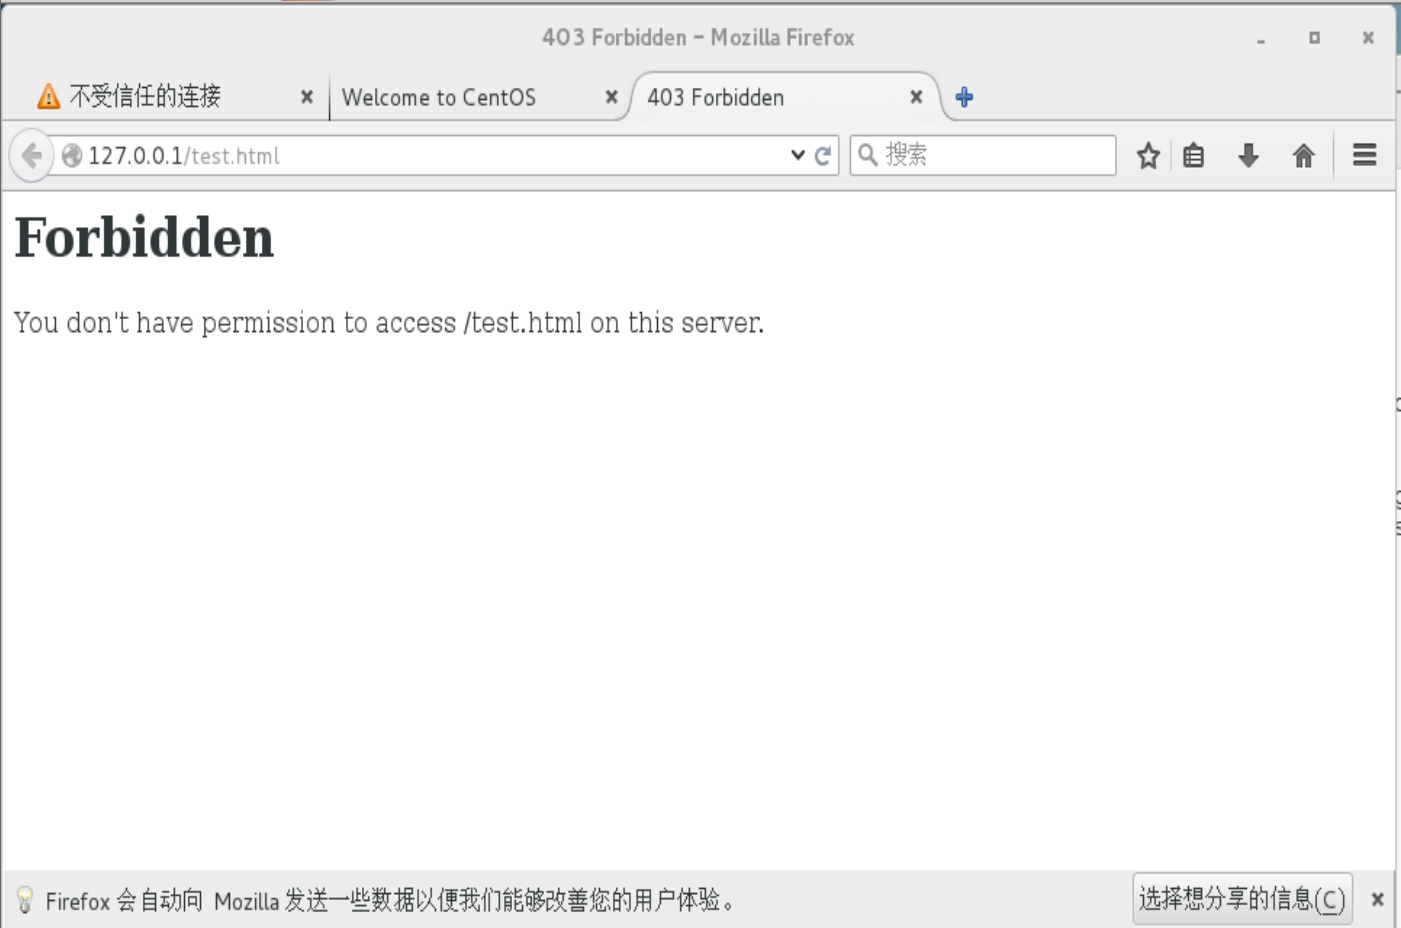 403 Forbidden - Mozilla Firefox
不受信任的连接
Welcome to CentOS
403 Forbidden
127.0.0.1/test.html
搜索
Forbidden
You don't have permission to access /test.html on this server.
Firefox 会自动向 Mozilla 发送一些数据以便我们能够改善您的用户体验。
选择想分享的信息(C)